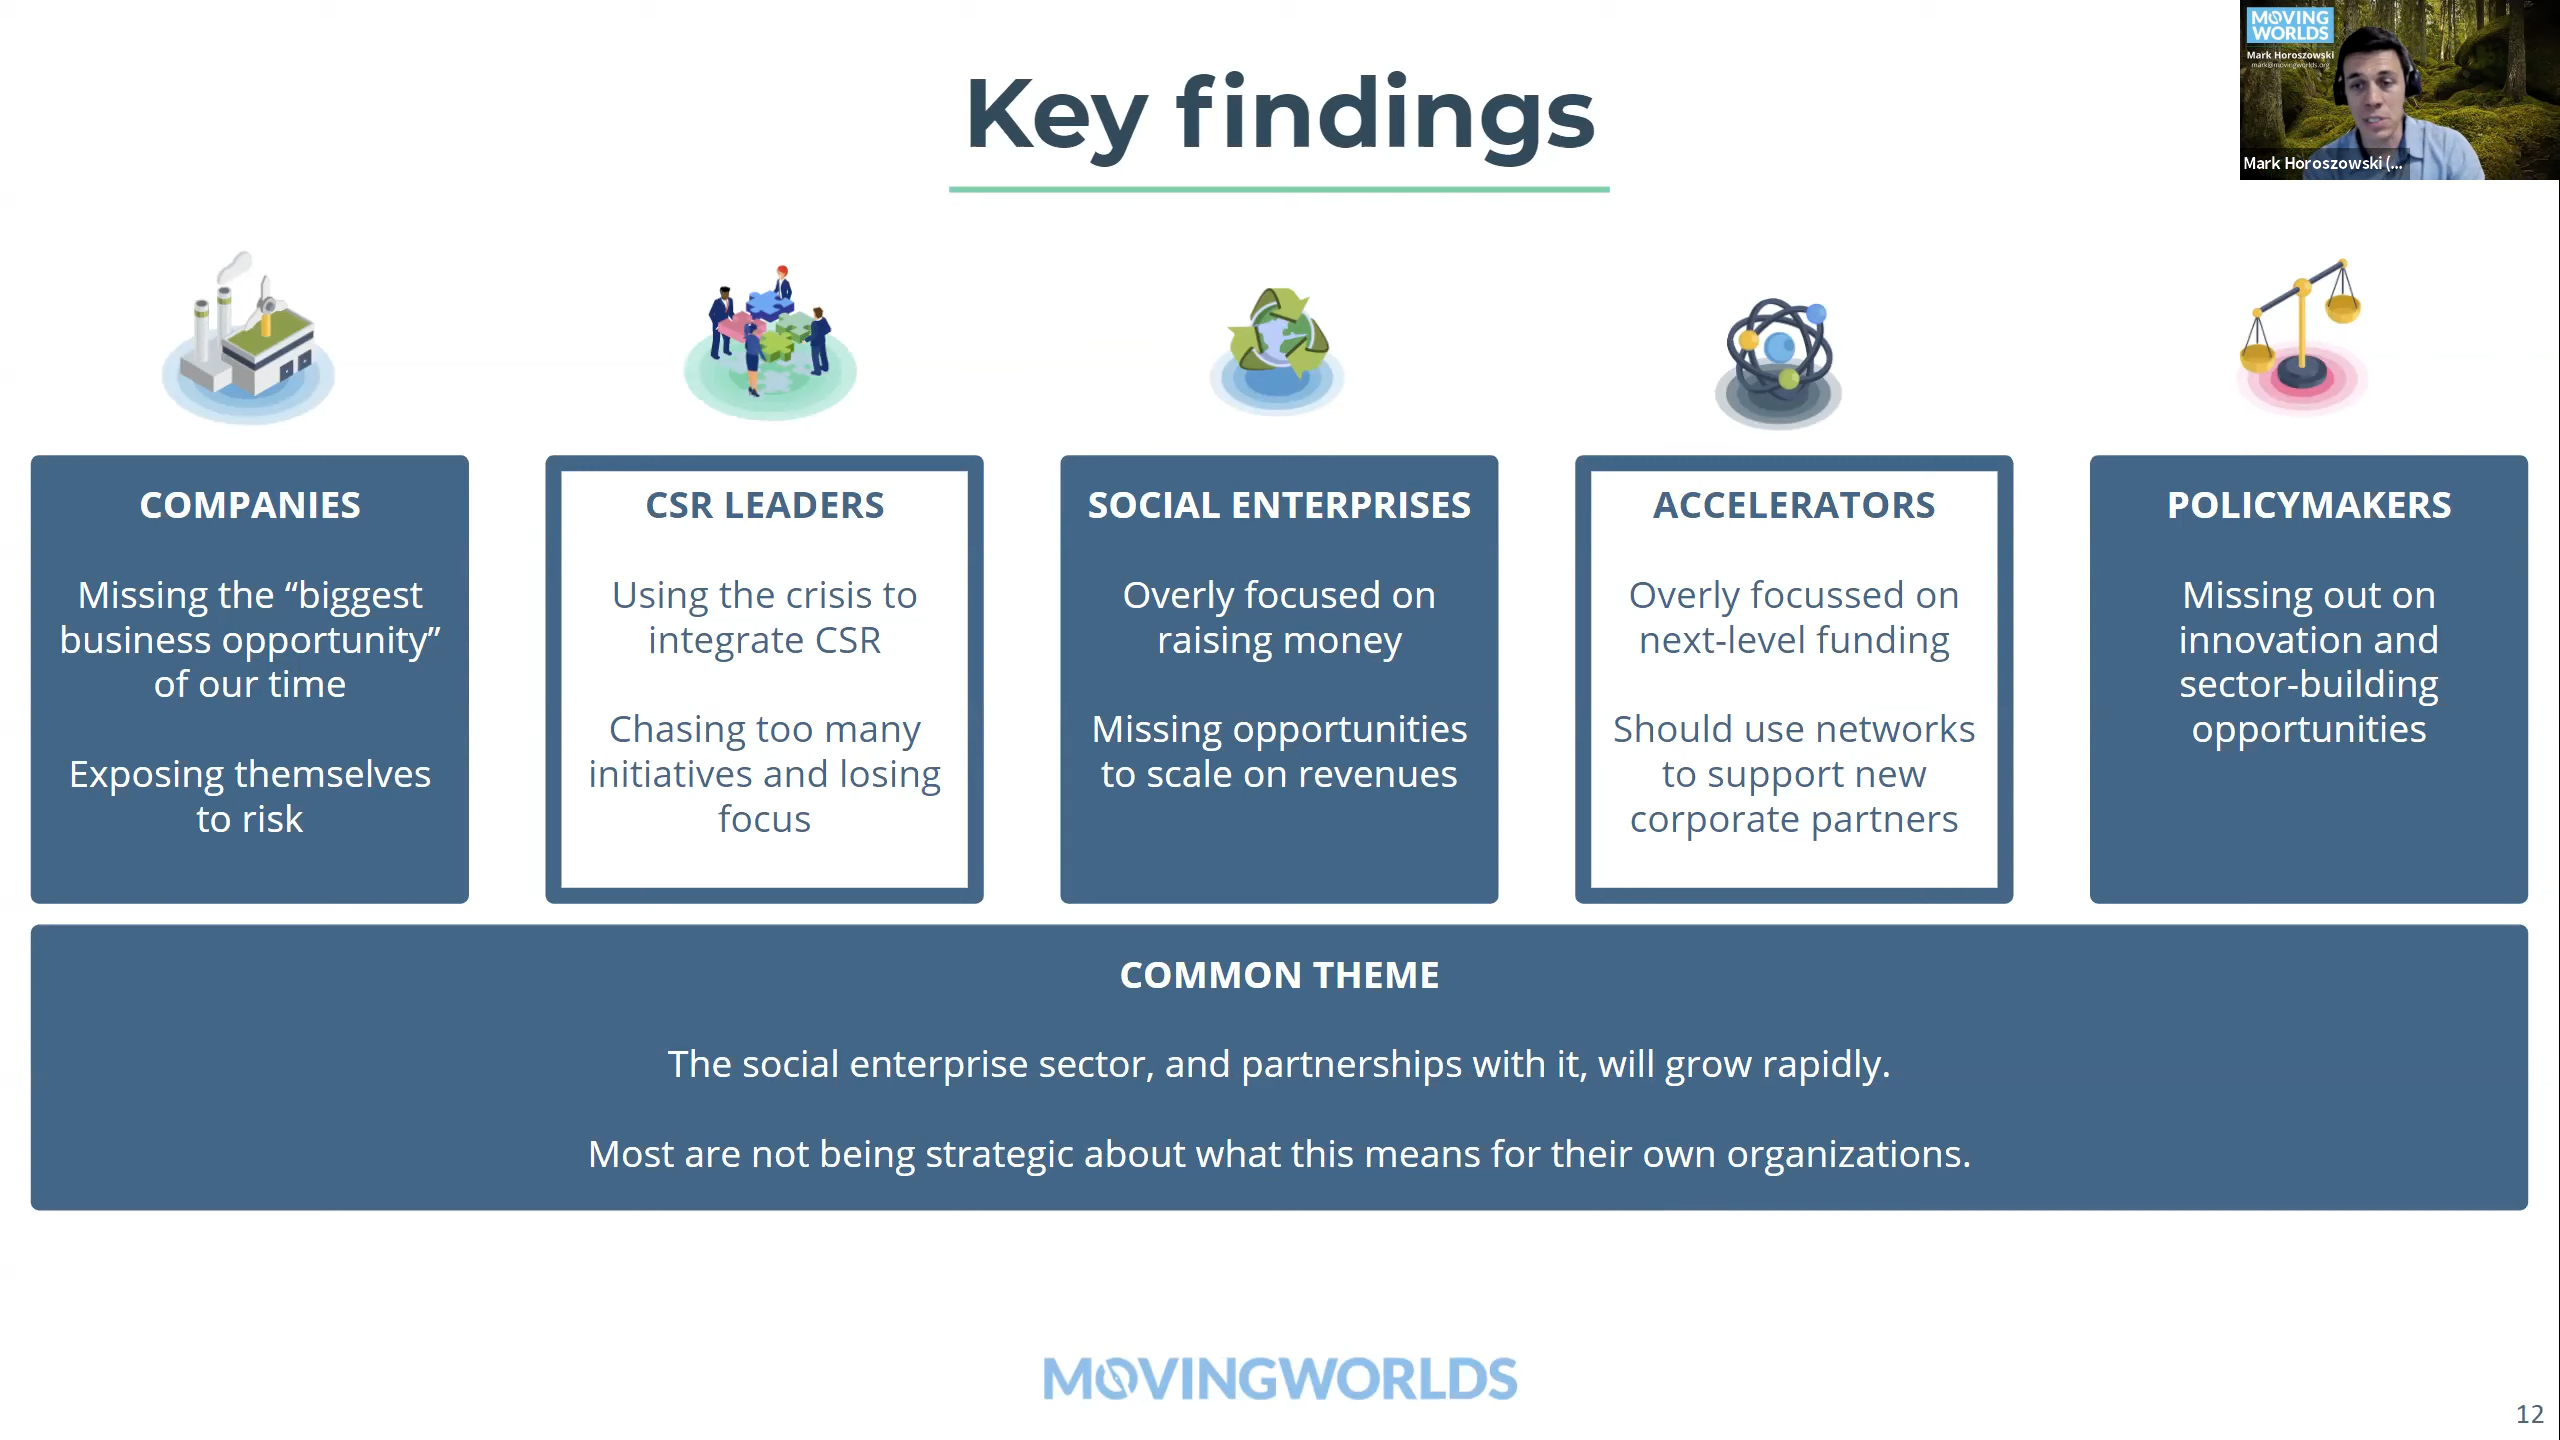 Key findings
MOVING
WORLDS
Mark Horoszowski
mark@movingworlds.org
Mark Horoszowski (...
COMPANIES
Missing the “biggest
business opportunity”
of our time
Exposing themselves
to risk
CSR LEADERS
Using the crisis to
integrate CSR
Chasing too many
initiatives and losing
focus
SOCIAL ENTERPRISES
Overly focused on
raising money
Missing opportunities
to scale on revenues
ACCELERATORS
Overly focussed on
next-level funding
Should use networks
to support new
corporate partners
POLICYMAKERS
Missing out on
innovation and
sector-building
opportunities
COMMON THEME
The social enterprise sector, and partnerships with it, will grow rapidly.
Most are not being strategic about what this means for their own organizations.
MOVINGWORLDS
12